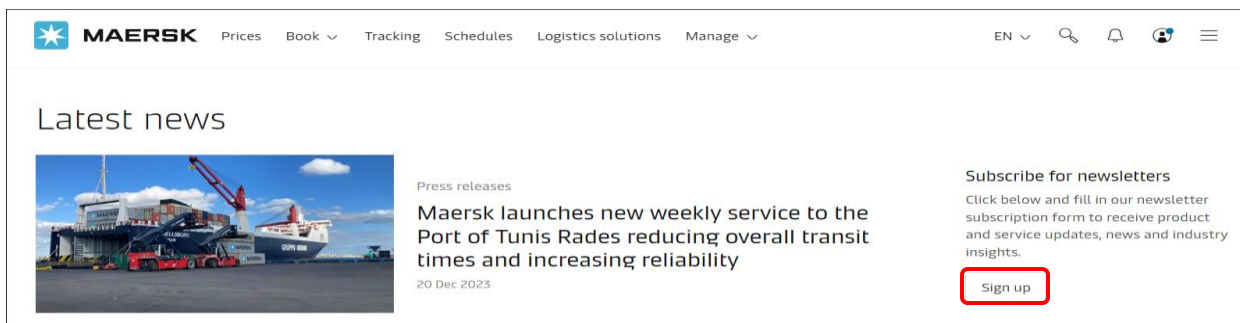 MAERSK Prices Book Tracking Schedules Logistics solutions Manage EN
Latest news
Press releases
Maersk launches new weekly service to the
Port of Tunis Rades reducing overall transit
times and increasing reliability
20 Dec 2023
Subscribe for newsletters
Click below and fill in our newsletter
subscription form to receive product
and service updates, news and industry
insights.
Sign up